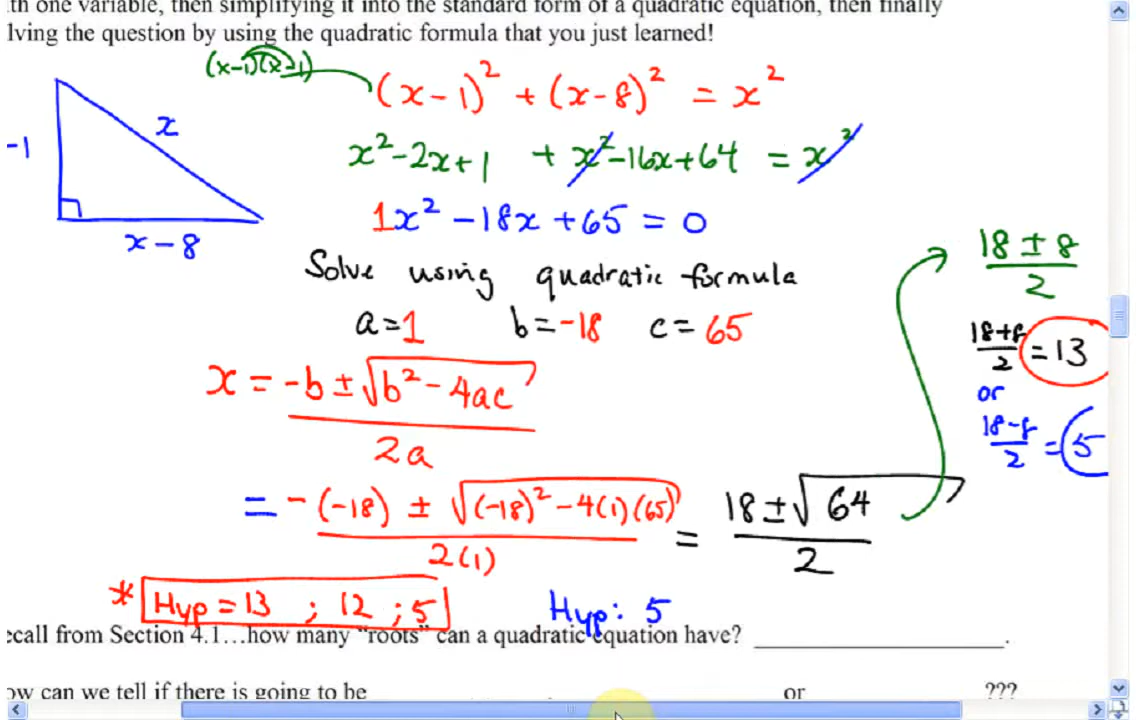 th one variable, then simplifying it into the standard form of a quadratic equation, then finally
lving the question by using the quadratic formula that you just learned!
(x-1)(x-1)
(x-1)² + (x-8)² = x²
-1
x
x-8
x²-2x+1 + x²-16x+64 = x²
1x² -18x +65 = 0
Solve using quadratic formula
a=1 b=-18 c=65
x = -b ± √b² - 4ac
2a
= -(-18) ± √(-18)² - 4(1)(65)
2(1)
= 18 ± √64
2
18 ± 8
2
18+8
2
= 13
or
18-8
2
= 5
* Hyp = 13 ; 12 ; 5
Hyp: 5
ecall from Section 4.1…how many "roots" can a quadratic equation have? ____________________.
ow can we tell if there is going to be ____________________, ____________________ or ____________________???